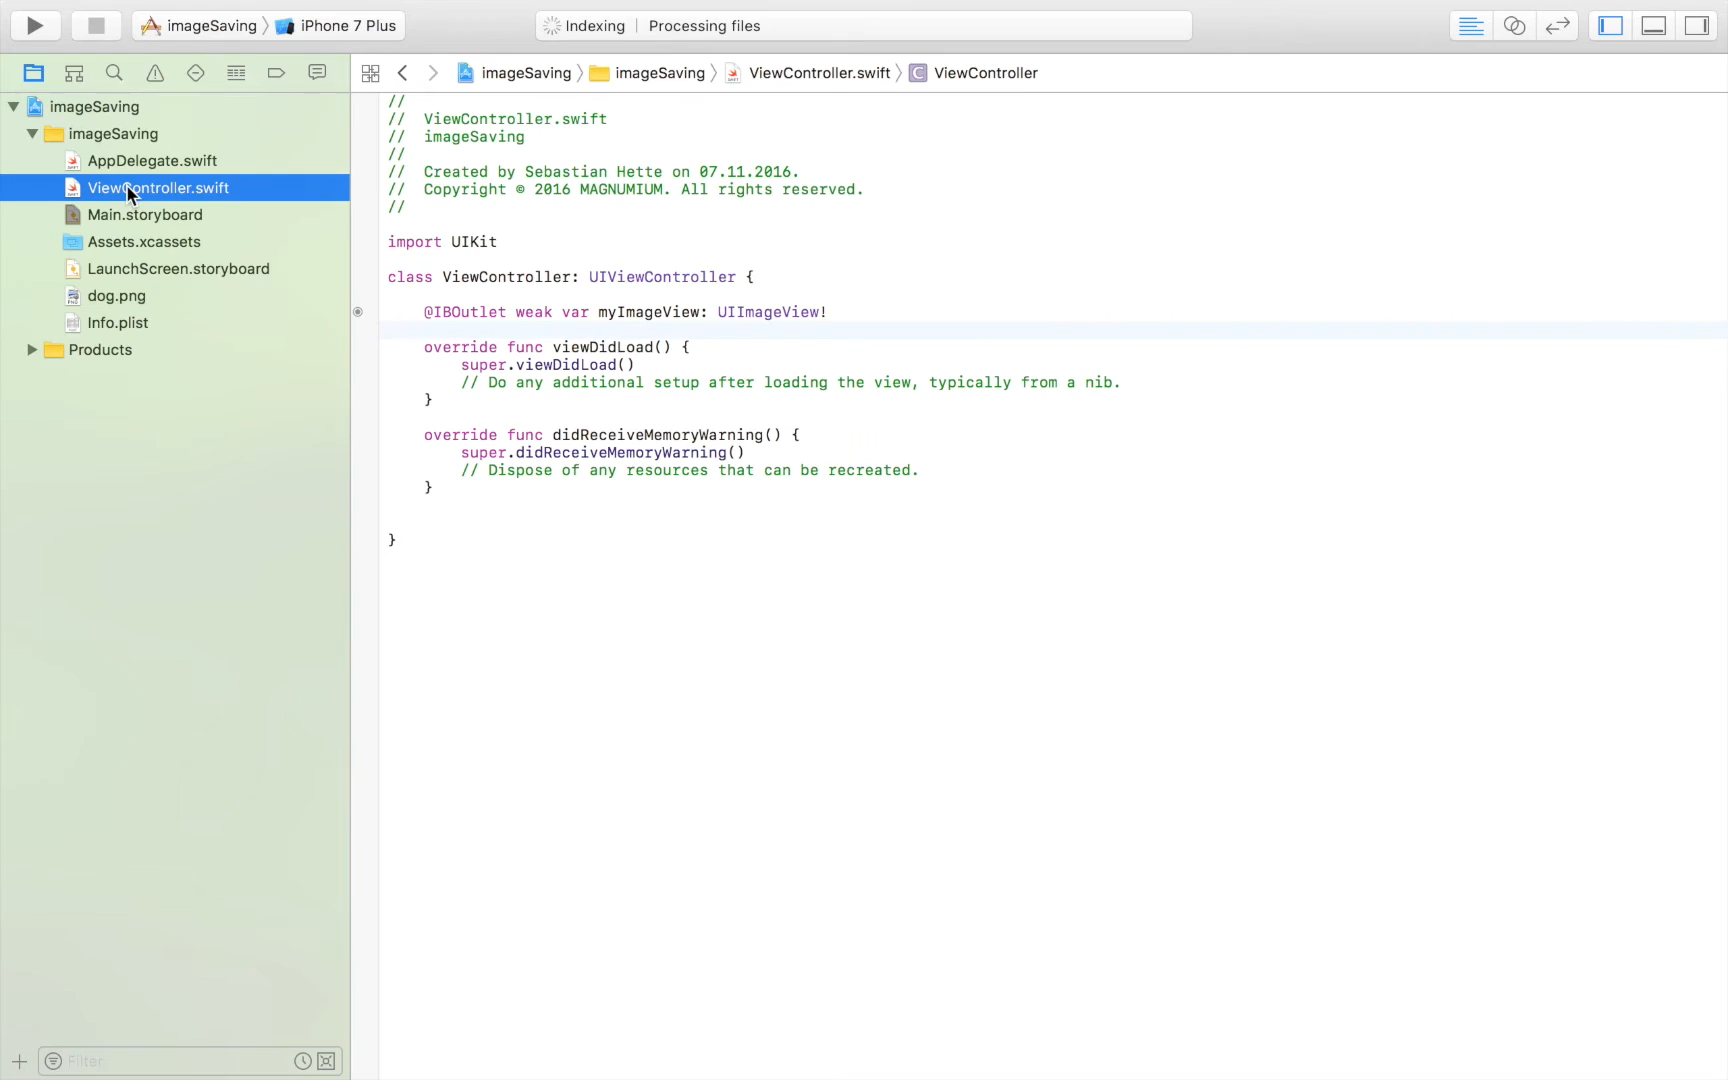 imageSaving 〉 iPhone 7 Plus
Indexing | Processing files
imageSaving 〉 imageSaving 〉 ViewController.swift 〉 C ViewController
imageSaving
imageSaving
AppDelegate.swift
ViewController.swift
Main.storyboard
Assets.xcassets
LaunchScreen.storyboard
dog.png
Info.plist
Products
Filter
//
//  ViewController.swift
//  imageSaving
//
//  Created by Sebastian Hette on 07.11.2016.
//  Copyright © 2016 MAGNUMIUM. All rights reserved.
//
import UIKit
class ViewController: UIViewController {
@IBOutlet weak var myImageView: UIImageView!
override func viewDidLoad() {
super.viewDidLoad()
// Do any additional setup after loading the view, typically from a nib.
}
override func didReceiveMemoryWarning() {
super.didReceiveMemoryWarning()
// Dispose of any resources that can be recreated.
}
}